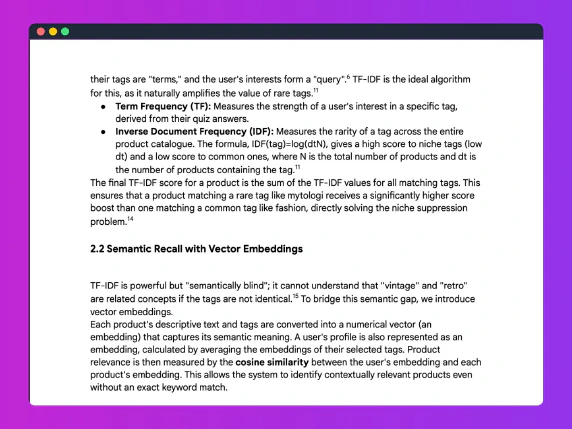 their tags are "terms," and the user's interests form a "query".⁶ TF-IDF is the ideal algorithm
for this, as it naturally amplifies the value of rare tags.¹¹
● Term Frequency (TF): Measures the strength of a user's interest in a specific tag,
derived from their quiz answers.
● Inverse Document Frequency (IDF): Measures the rarity of a tag across the entire
product catalogue. The formula, IDF(tag)=log(dtN), gives a high score to niche tags (low
dt) and a low score to common ones, where N is the total number of products and dt is
the number of products containing the tag.¹¹
The final TF-IDF score for a product is the sum of the TF-IDF values for all matching tags. This
ensures that a product matching a rare tag like mytologi receives a significantly higher score
boost than one matching a common tag like fashion, directly solving the niche suppression
problem.¹⁴
2.2 Semantic Recall with Vector Embeddings
TF-IDF is powerful but "semantically blind"; it cannot understand that "vintage" and "retro"
are related concepts if the tags are not identical.¹⁵ To bridge this semantic gap, we introduce
vector embeddings.
Each product's descriptive text and tags are converted into a numerical vector (an
embedding) that captures its semantic meaning. A user's profile is also represented as an
embedding, calculated by averaging the embeddings of their selected tags. Product
relevance is then measured by the cosine similarity between the user's embedding and each
product's embedding. This allows the system to identify contextually relevant products even
without an exact keyword match.